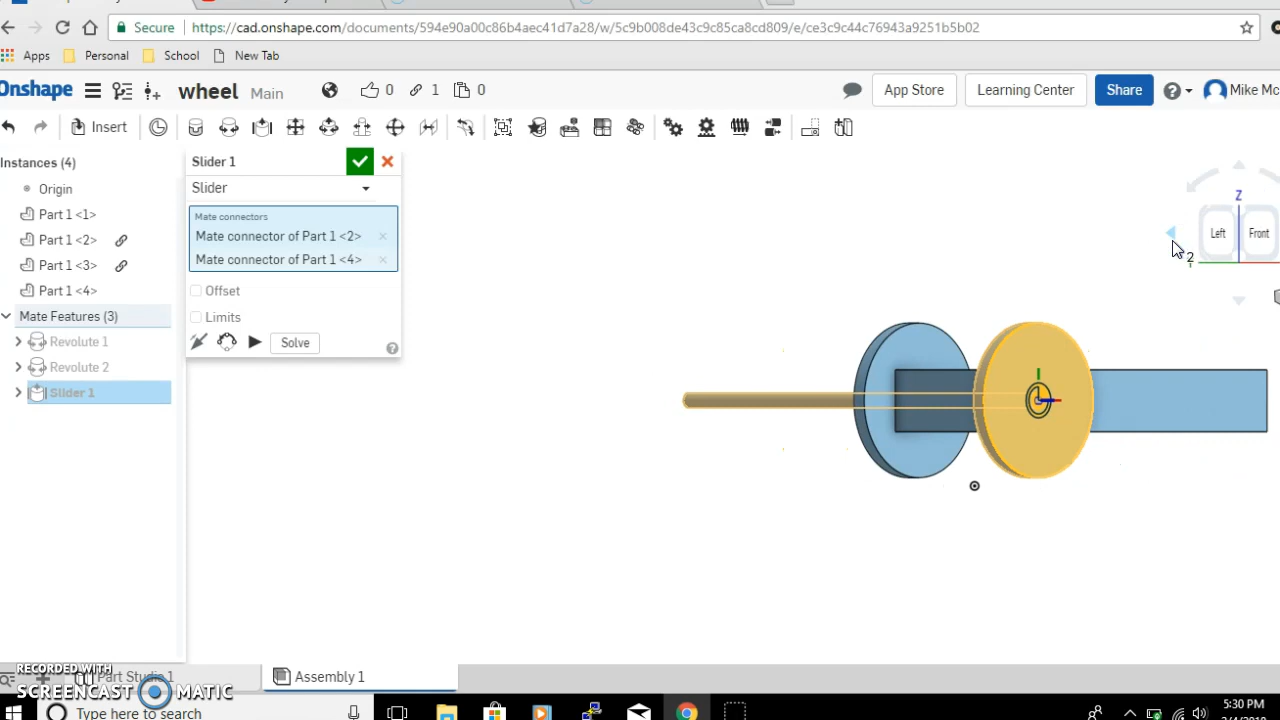 Secure
https://cad.onshape.com/documents/594e90a00c86b4aec41d7a28/w/5c9b008de43c9c85ca8cd809/e/ce3c9c44c76943a9251b5b02
Apps Personal School New Tab
Onshape wheel Main 0 1 0 App Store Learning Center Share Mike Mc
Insert
Instances (4)
Origin
Part 1 <1>
Part 1 <2>
Part 1 <3>
Part 1 <4>
Mate Features (3)
Revolute 1
Revolute 2
Slider 1
Slider 1
Slider
Mate connectors
Mate connector of Part 1 <2>
Mate connector of Part 1 <4>
Offset
Limits
Solve
Z
Left Front
2
Part Studio 1 Assembly 1
RECORDED WITH
SCREENCAST MATIC
Type here to search
5:30 PM